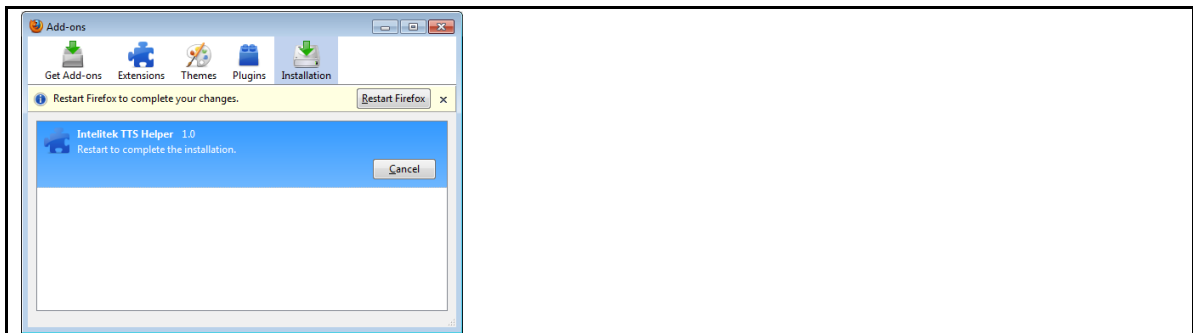 Add-ons
Get Add-ons Extensions Themes Plugins Installation
Restart Firefox to complete your changes. Restart Firefox
Intelitek TTS Helper 1.0
Restart to complete the installation.
Cancel